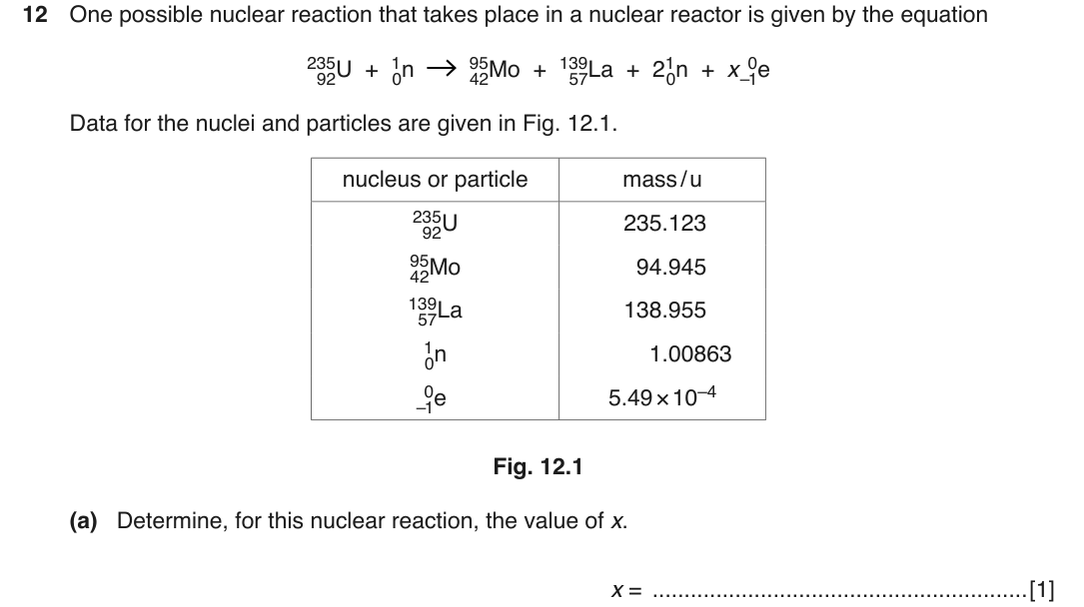 12 One possible nuclear reaction that takes place in a nuclear reactor is given by the equation
²³⁵₉₂U + ¹₀n → ⁹⁵₄₂Mo + ¹³⁹₅₇La + 2¹₀n + x⁰₋₁e
Data for the nuclei and particles are given in Fig. 12.1.
nucleus or particle mass/u
²³⁵₉₂U 235.123
⁹⁵₄₂Mo 94.945
¹³⁹₅₇La 138.955
¹₀n 1.00863
⁰₋₁e 5.49×10⁻⁴
Fig. 12.1
(a) Determine, for this nuclear reaction, the value of x.
x = ..........................................................[1]